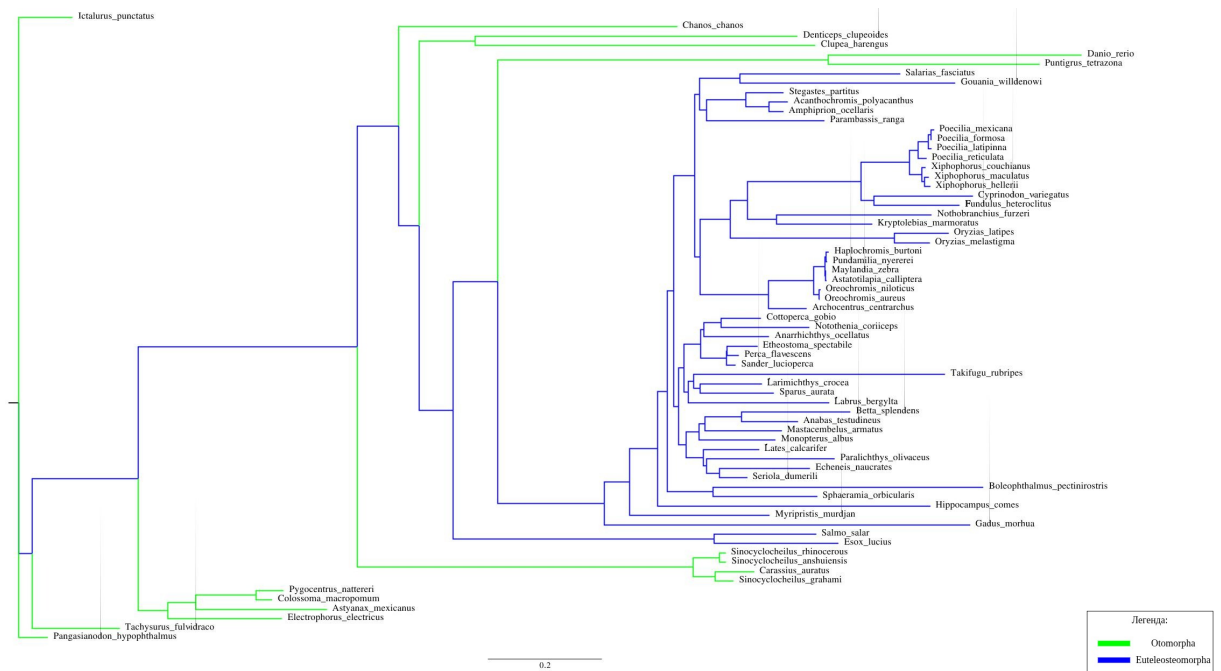 Ictalurus_punctatus
Chanos_chanos
Denticeps_clupeoides
Clupea_harengus
Danio_rerio
Puntigrus_tetrazona
Salarias_fasciatus
Gouania_willdenowi
Stegastes_partitus
Acanthochromis_polyacanthus
Amphiprion_ocellaris
Parambassis_ranga
Poecilia_mexicana
Poecilia_formosa
Poecilia_latipinna
Poecilia_reticulata
Xiphophorus_couchianus
Xiphophorus_maculatus
Xiphophorus_hellerii
Cyprinodon_variegatus
Fundulus_heteroclitus
Nothobranchius_furzeri
Kryptolebias_marmoratus
Oryzias_latipes
Oryzias_melastigma
Haplochromis_burtoni
Pundamilia_nyererei
Maylandia_zebra
Astatotilapia_calliptera
Oreochromis_niloticus
Oreochromis_aureus
Archocentrus_centrarchus
Cottoperca_gobio
Notothenia_coriiceps
Anarrhichthys_ocellatus
Etheostoma_spectabile
Perca_flavescens
Sander_lucioperca
Takifugu_rubripes
Larimichthys_crocea
Sparus_aurata
Labrus_bergylta
Betta_splendens
Anabas_testudineus
Mastacembelus_armatus
Monopterus_albus
Lates_calcarifer
Paralichthys_olivaceus
Echeneis_naucrates
Seriola_dumerili
Boleophthalmus_pectinirostris
Sphaeramia_orbicularis
Hippocampus_comes
Myripristis_murdjan
Gadus_morhua
Salmo_salar
Esox_lucius
Sinocyclocheilus_rhinocerous
Sinocyclocheilus_anshuiensis
Carassius_auratus
Sinocyclocheilus_grahami
Pygocentrus_nattereri
Colossoma_macropomum
Astyanax_mexicanus
Electrophorus_electricus
Tachysurus_fulvidraco
Pangasianodon_hypophthalmus
0.2
Легенда:
Otomorpha
Euteleosteomorpha